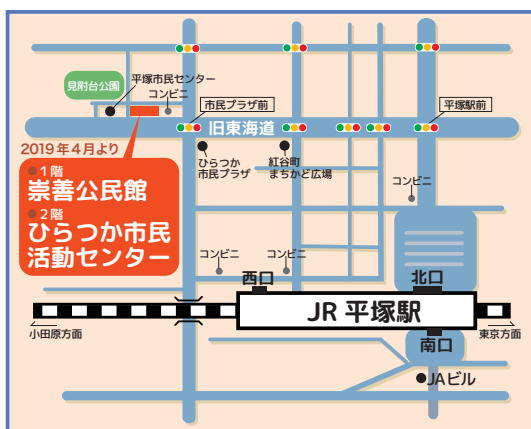 見附台公園
平塚市民センター
コンビニ
市民プラザ前
平塚駅前
旧東海道
2019年4月より
●1階
崇善公民館
●2階
ひらつか市民
活動センター
ひらつか
市民プラザ
紅谷町
まちかど広場
コンビニ
コンビニ
コンビニ
西口
北口
JR 平塚駅
小田原方面
東京方面
南口
JAビル